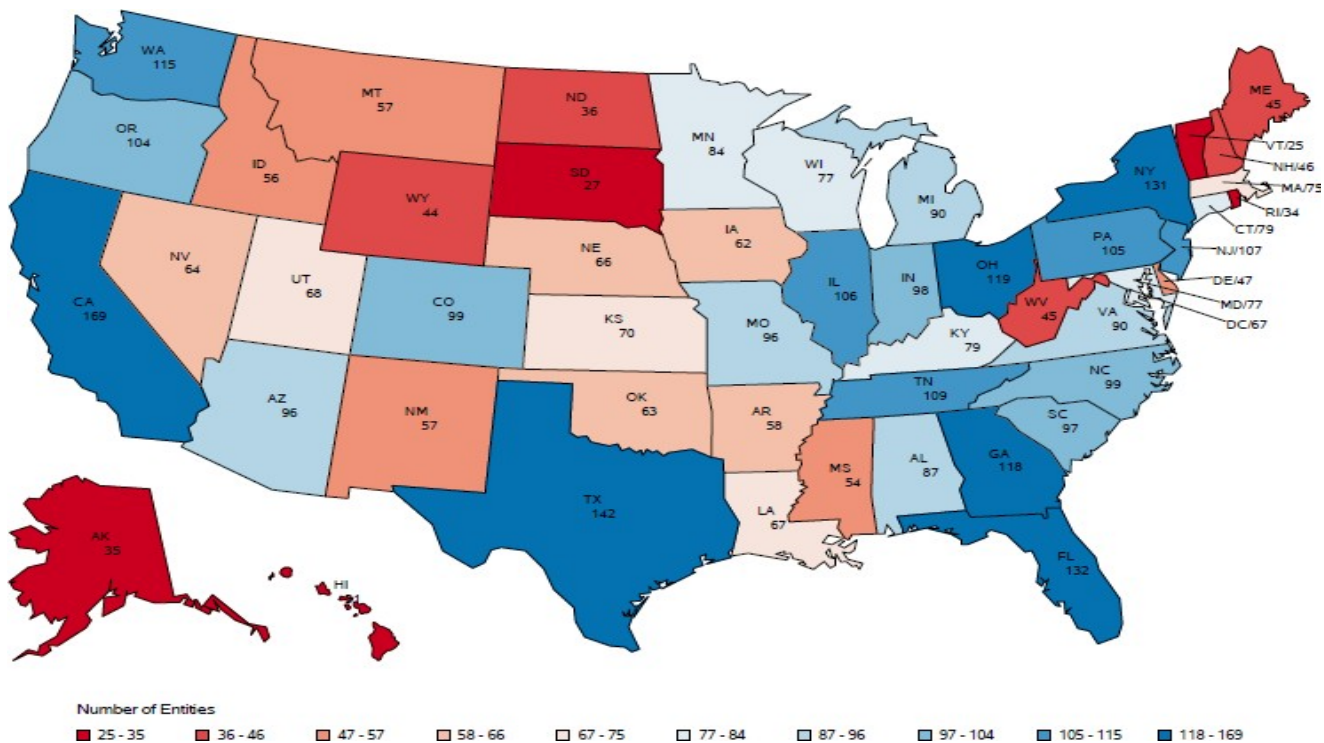 WA
115
MT
57
ND
36
MN
84
ME
45
OR
104
ID
56
SD
27
WI
77
VT/25
NH/46
NY
131
MA/75
WY
44
MI
90
RI/34
CT/79
NJ/107
IA
62
PA
105
NE
66
NV
64
UT
68
IL
106
IN
98
OH
119
DE/47
CA
169
CO
99
KS
70
MO
96
WV
45
VA
90
MD/77
DC/67
KY
79
NC
99
TN
109
AZ
96
NM
57
OK
63
AR
58
SC
97
MS
54
AL
87
GA
118
TX
142
LA
67
FL
132
AK
35
HI
Number of Entities
25 - 35
36 - 46
47 - 57
58 - 66
67 - 75
77 - 84
87 - 96
97 - 104
105 - 115
118 - 169